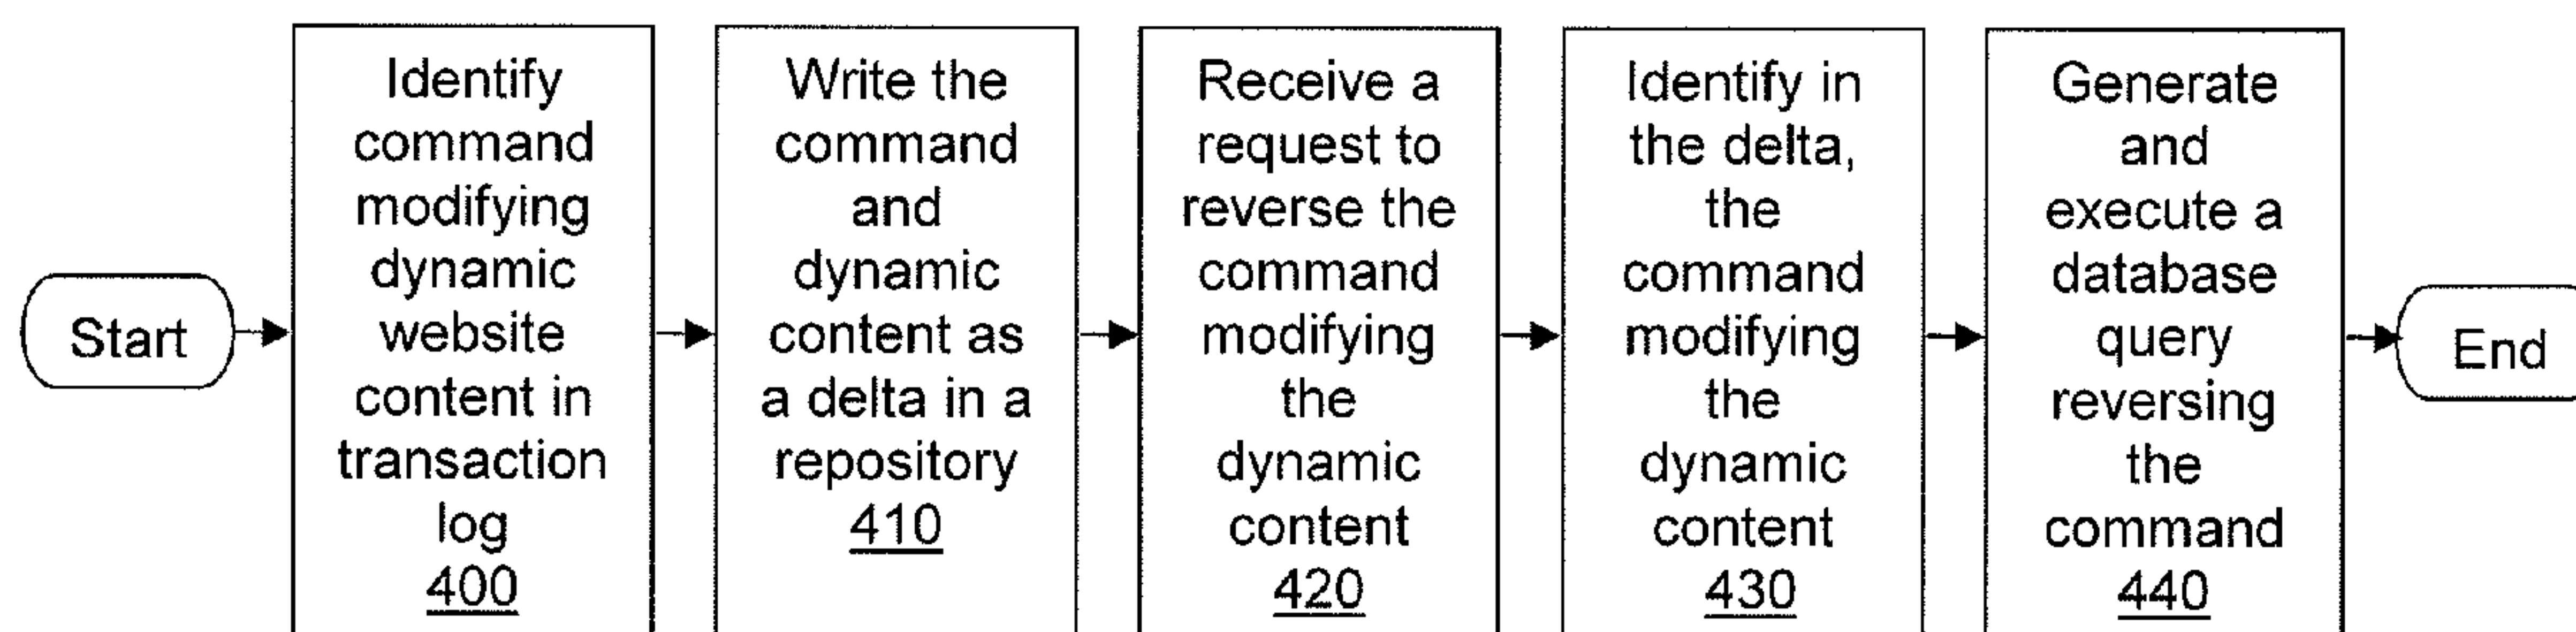 Start
Identify
command
modifying
dynamic
website
content in
transaction
log
400
Write the
command
and
dynamic
content as
a delta in a
repository
410
Receive a
request to
reverse the
command
modifying
the
dynamic
content
420
Identify in
the delta,
the
command
modifying
the
dynamic
content
430
Generate
and
execute a
database
query
reversing
the
command
440
End